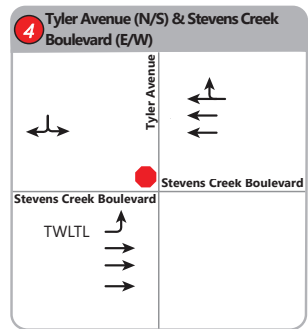 4
Tyler Avenue (N/S) & Stevens Creek
Boulevard (E/W)
Tyler Avenue
Stevens Creek Boulevard
Stevens Creek Boulevard
TWLTL